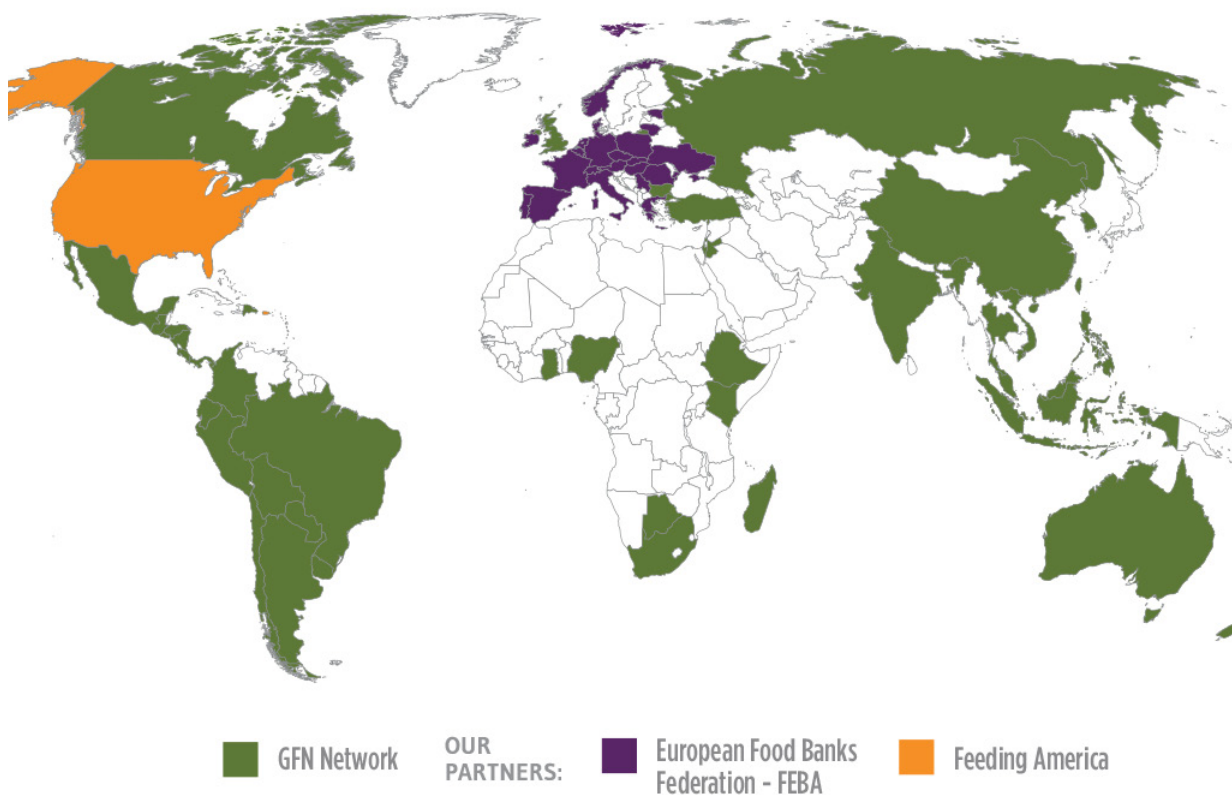 GFN Network
OUR
PARTNERS:
European Food Banks
Federation - FEBA
Feeding America